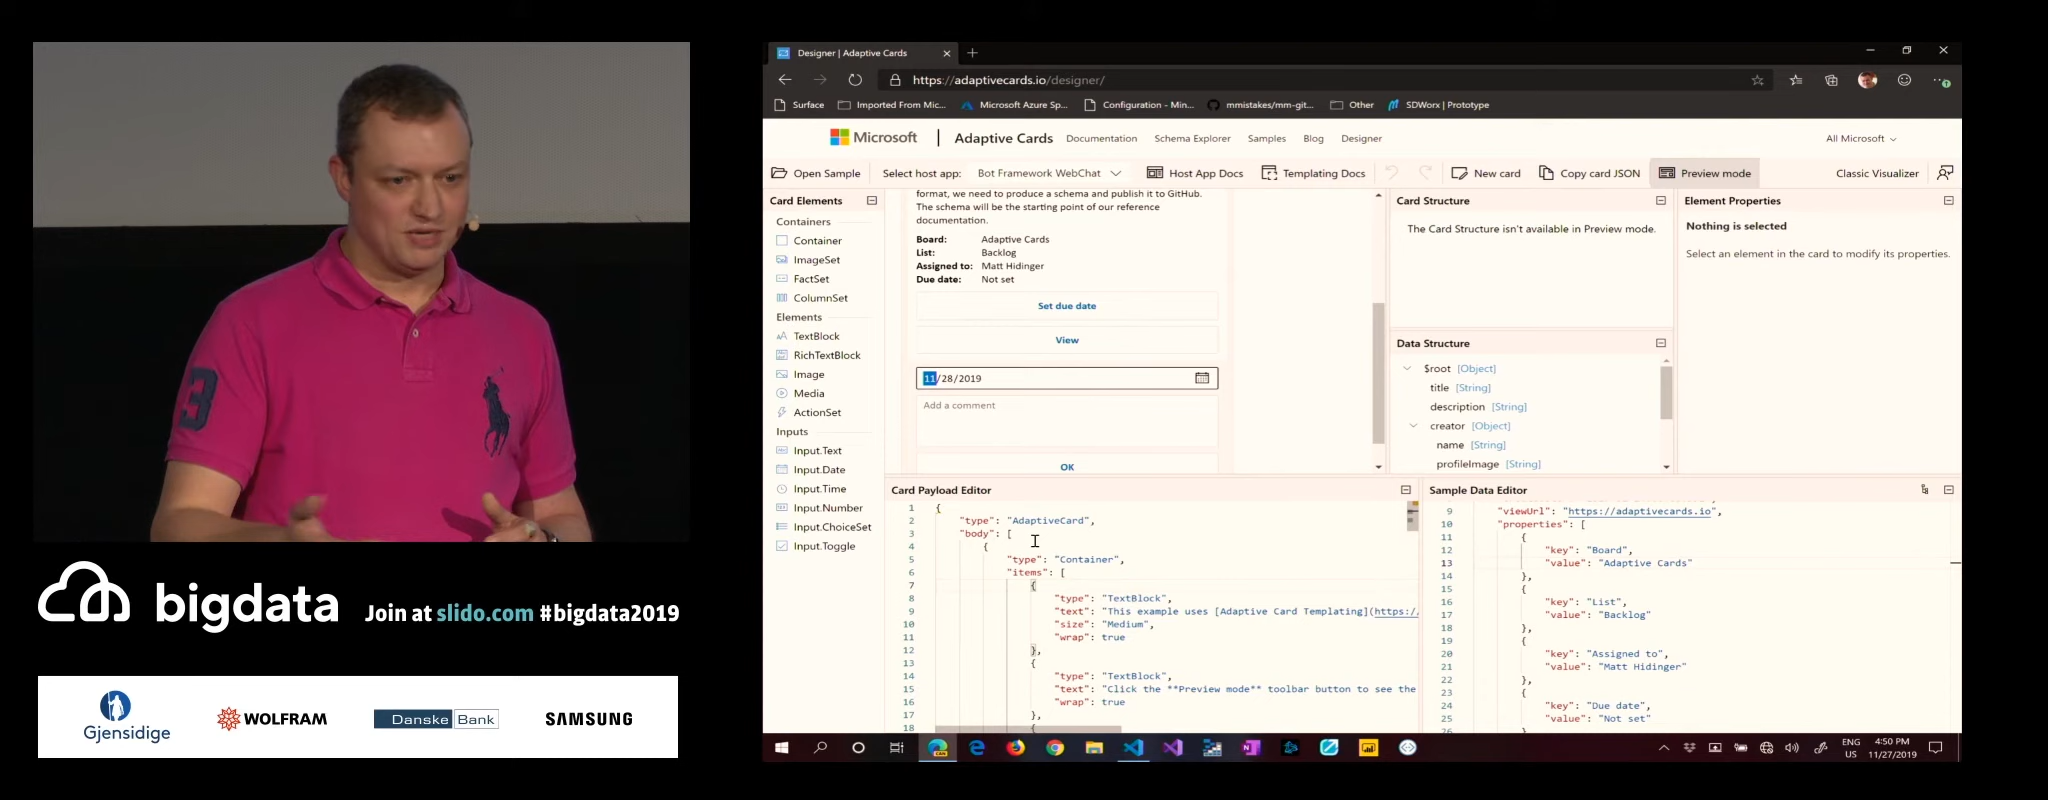 3
bigdata
Join at slido.com #bigdata2019
Gjensidige
WOLFRAM
Danske Bank
SAMSUNG
Designer | Adaptive Cards
https://adaptivecards.io/designer/
Surface
Imported From Mic...
Microsoft Azure Sp...
Configuration - Min...
mmistakes/mm-git...
Other
SDWorx | Prototype
Microsoft
Adaptive Cards
Documentation
Schema Explorer
Samples
Blog
Designer
All Microsoft
Open Sample
Select host app:
Bot Framework WebChat
Host App Docs
Templating Docs
New card
Copy card JSON
Preview mode
Classic Visualizer
Card Elements
Containers
Container
ImageSet
FactSet
ColumnSet
Elements
TextBlock
RichTextBlock
Image
Media
ActionSet
Inputs
Input.Text
Input.Date
Input.Time
Input.Number
Input.ChoiceSet
Input.Toggle
format, we need to produce a schema and publish it to GitHub.
The schema will be the starting point of our reference
documentation.
Board: Adaptive Cards
List: Backlog
Assigned to: Matt Hidinger
Due date: Not set
Set due date
View
11/28/2019
Add a comment
OK
Card Structure
The Card Structure isn't available in Preview mode.
Data Structure
$root [Object]
title [String]
description [String]
creator [Object]
name [String]
profileImage [String]
Element Properties
Nothing is selected
Select an element in the card to modify its properties.
Card Payload Editor
1 {
2 "type": "AdaptiveCard",
3 "body": [
4 {
5 "type": "Container",
6 "items": [
7 {
8 "type": "TextBlock",
9 "text": "This example uses [Adaptive Card Templating](https:/
10 "size": "Medium",
11 "wrap": true
12 },
13 {
14 "type": "TextBlock",
15 "text": "Click the **Preview mode** toolbar button to see the
16 "wrap": true
17 },
18 {
Sample Data Editor
9 "viewUrl": "https://adaptivecards.io",
10 "properties": [
11 {
12 "key": "Board",
13 "value": "Adaptive Cards"
14 },
15 {
16 "key": "List",
17 "value": "Backlog"
18 },
19 {
20 "key": "Assigned to",
21 "value": "Matt Hidinger"
22 },
23 {
24 "key": "Due date",
25 "value": "Not set"
26 }
ENG
US
4:50 PM
11/27/2019